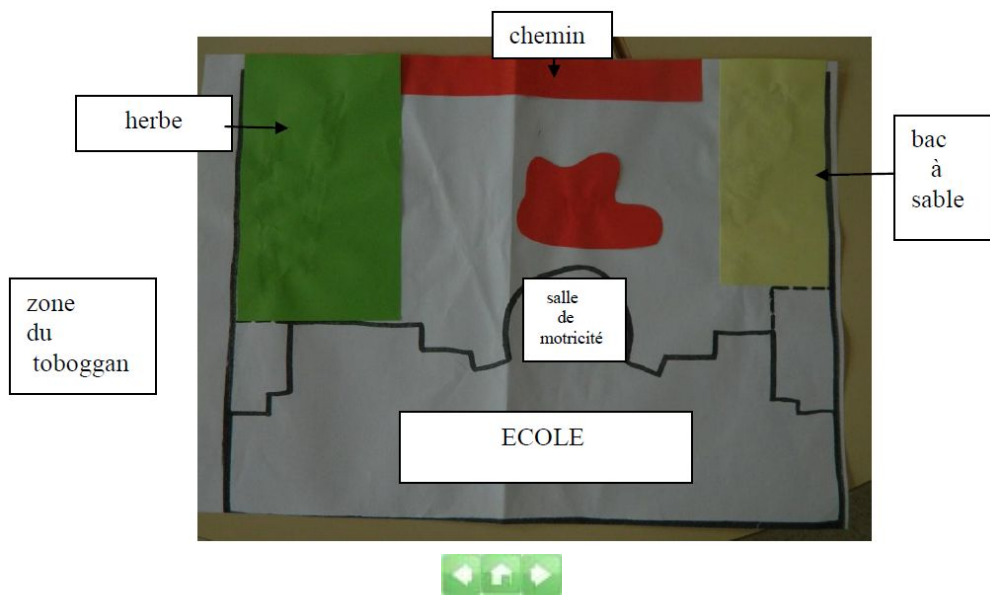 chemin
herbe
bac
à
sable
zone
du
toboggan
salle
de
motricité
ECOLE